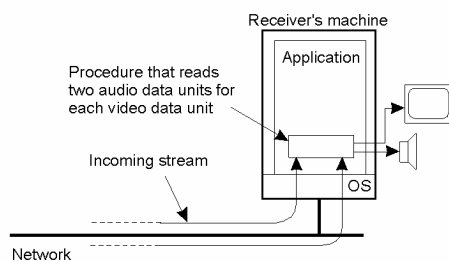 Receiver's machine
Application
Procedure that reads
two audio data units for
each video data unit
Incoming stream
OS
Network